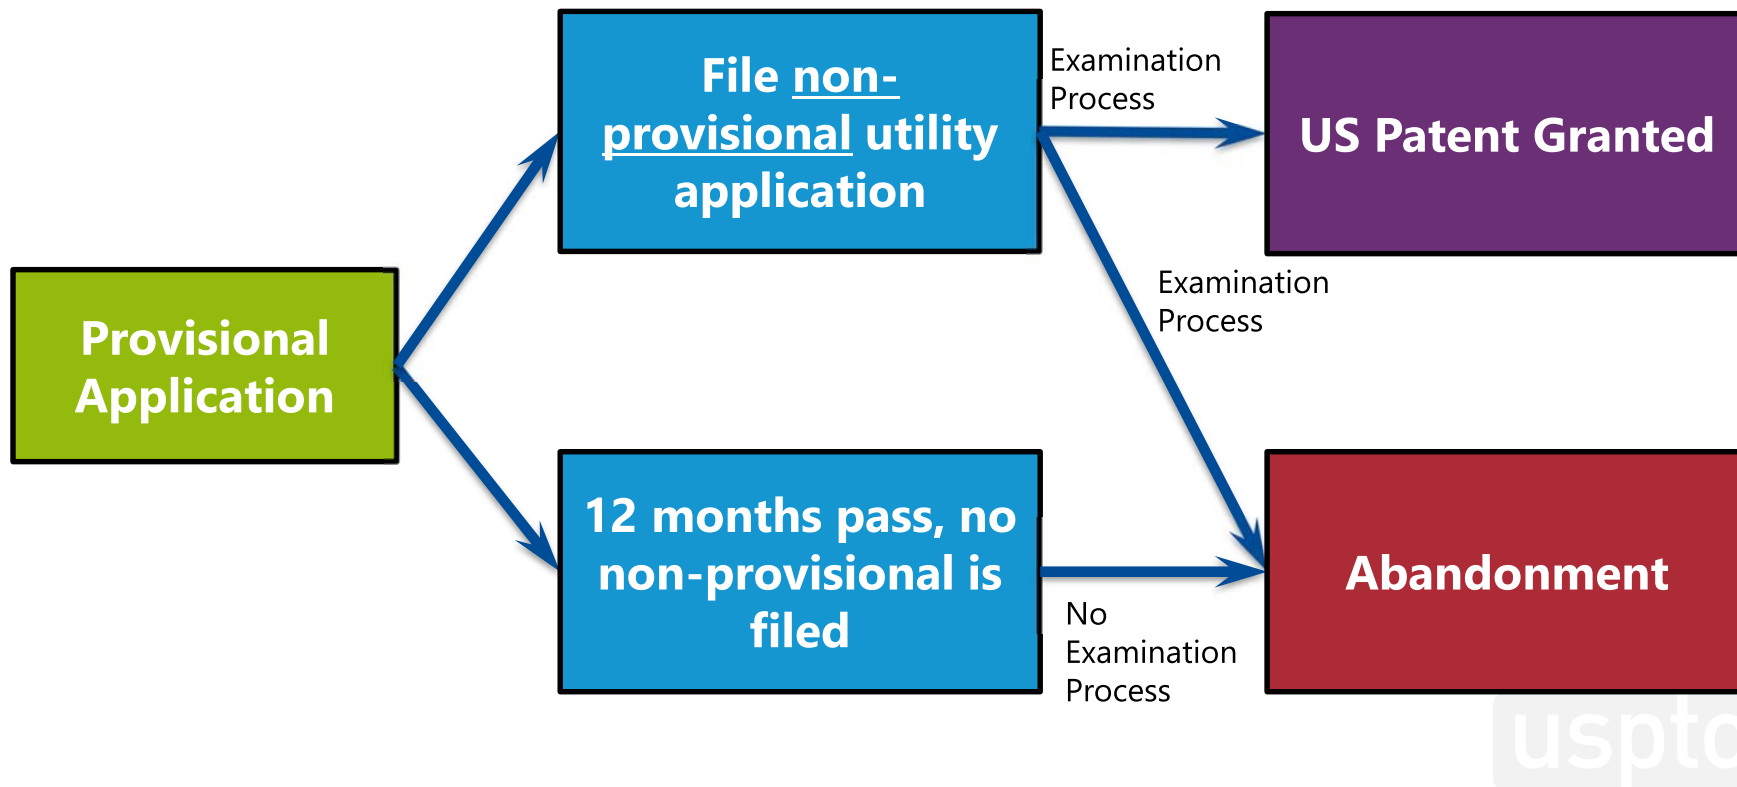 File non-
provisional utility
application
Examination
Process
US Patent Granted
Provisional
Application
Examination
Process
12 months pass, no
non-provisional is
filed
No
Examination
Process
Abandonment
uspto